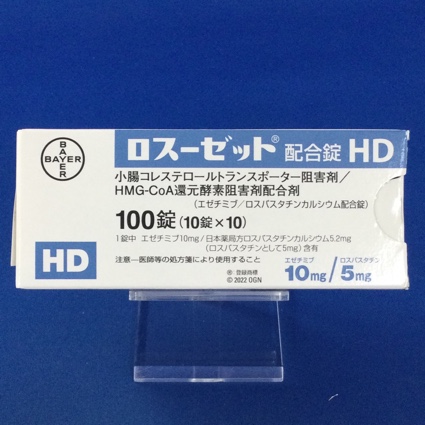 BAYER
BAYER
ロスーゼット® 配合錠 HD
小腸コレステロールトランスポーター阻害剤/
HMG-CoA還元酵素阻害剤配合剤
(エゼチミブ/ロスバスタチンカルシウム配合錠)
100錠(10錠×10)
1錠中 エゼチミブ10mg/日本薬局方ロスバスタチンカルシウム5.2mg
(ロスバスタチンとして5mg)含有
HD
注意ー医師等の処方箋により使用すること
エゼチミブ ロスバスタチン
10mg/5mg
®:登録商標
©2022 OGN